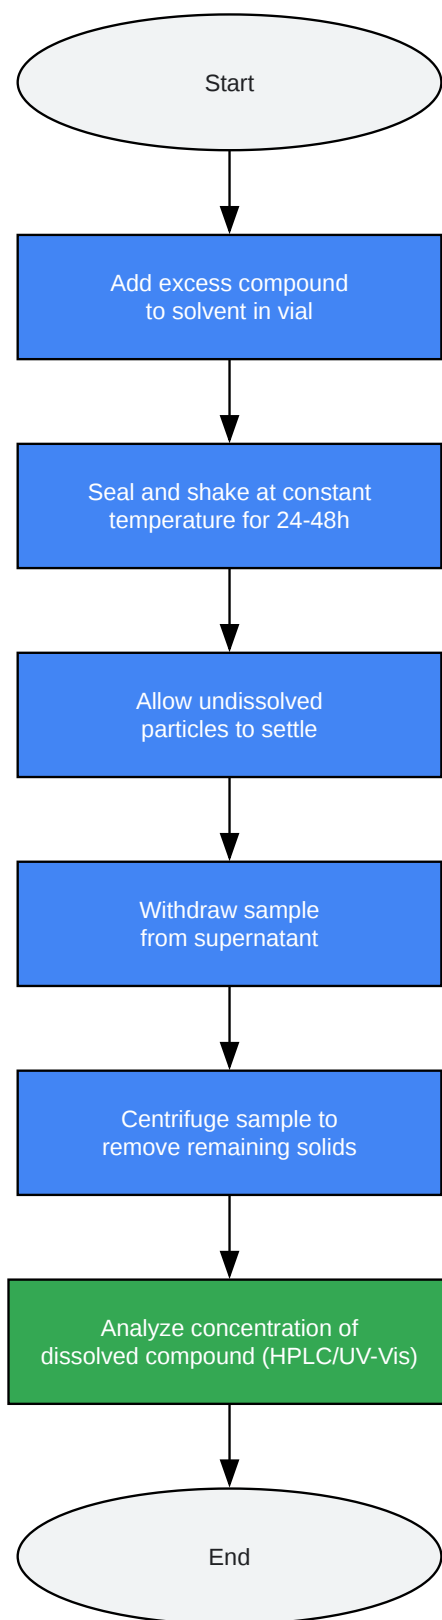 Start
Add excess compound
to solvent in vial
Seal and shake at constant
temperature for 24-48h
Allow undissolved
particles to settle
Withdraw sample
from supernatant
Centrifuge sample to
remove remaining solids
Analyze concentration of
dissolved compound (HPLC/UV-Vis)
End